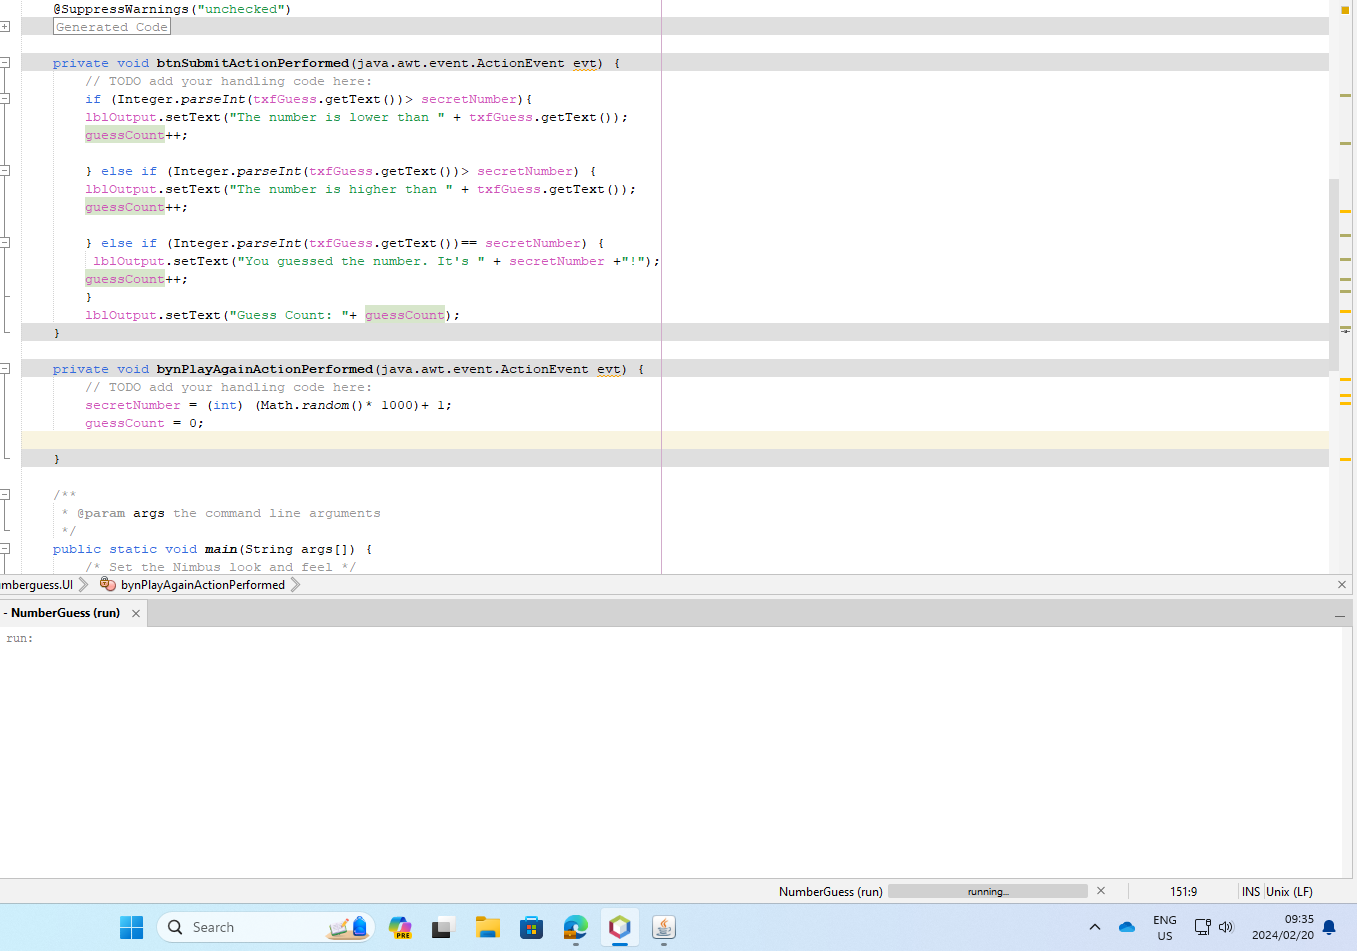 @SuppressWarnings("unchecked")
Generated Code
private void btnSubmitActionPerformed(java.awt.event.ActionEvent evt) {
// TODO add your handling code here:
if (Integer.parseInt(txfGuess.getText())> secretNumber){
lblOutput.setText("The number is lower than " + txfGuess.getText());
guessCount++;
} else if (Integer.parseInt(txfGuess.getText())> secretNumber) {
lblOutput.setText("The number is higher than " + txfGuess.getText());
guessCount++;
} else if (Integer.parseInt(txfGuess.getText())== secretNumber) {
lblOutput.setText("You guessed the number. It's " + secretNumber +"!");
guessCount++;
}
lblOutput.setText("Guess Count: "+ guessCount);
}
private void bynPlayAgainActionPerformed(java.awt.event.ActionEvent evt) {
// TODO add your handling code here:
secretNumber = (int) (Math.random()* 1000)+ 1;
guessCount = 0;
}
/**
* @param args the command line arguments
*/
public static void main(String args[]) {
/* Set the Nimbus look and feel */
umberguess.UI bynPlayAgainActionPerformed
- NumberGuess (run)
run:
NumberGuess (run) running... 151:9 INS Unix (LF)
Search PRE ENG US 09:35 2024/02/20